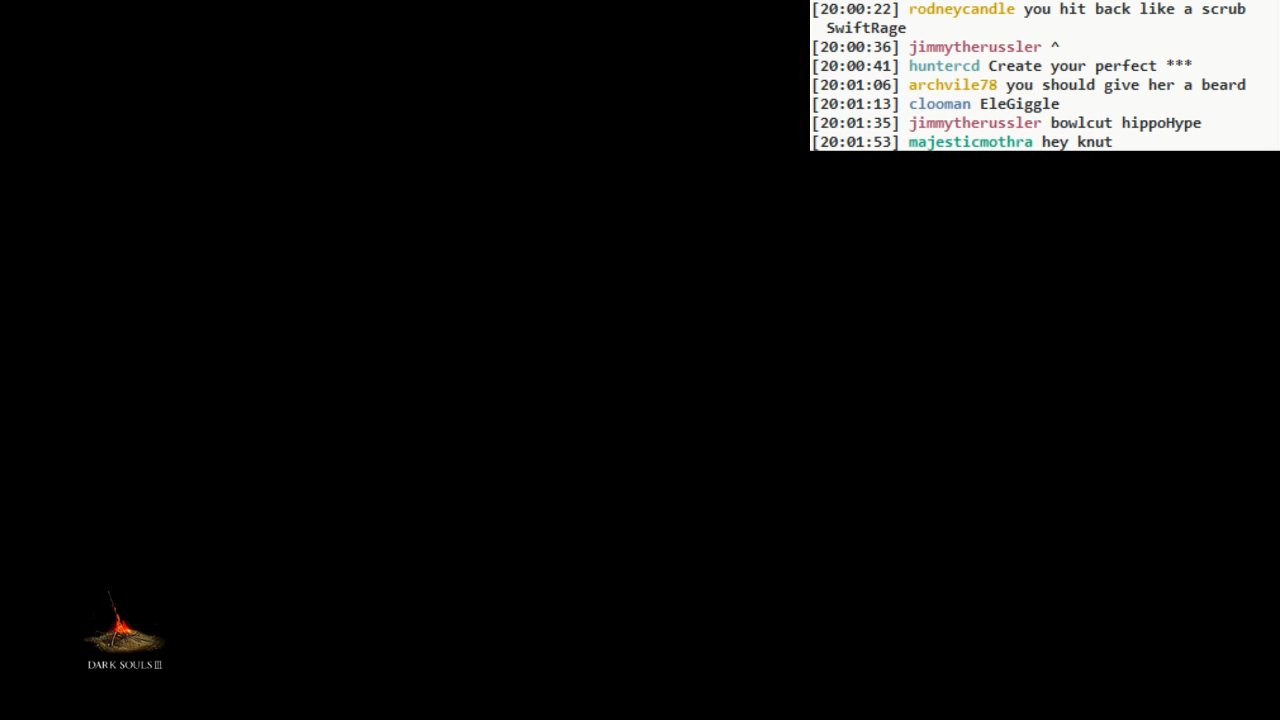 [20:00:22] rodneycandle you hit back like a scrub
SwiftRage
[20:00:36] jimmytherussler ^
[20:00:41] huntercd Create your perfect ***
[20:01:06] archvile78 you should give her a beard
[20:01:13] clooman EleGiggle
[20:01:35] jimmytherussler bowlcut hippoHype
[20:01:53] majesticmothra hey knut
DARK SOULS III